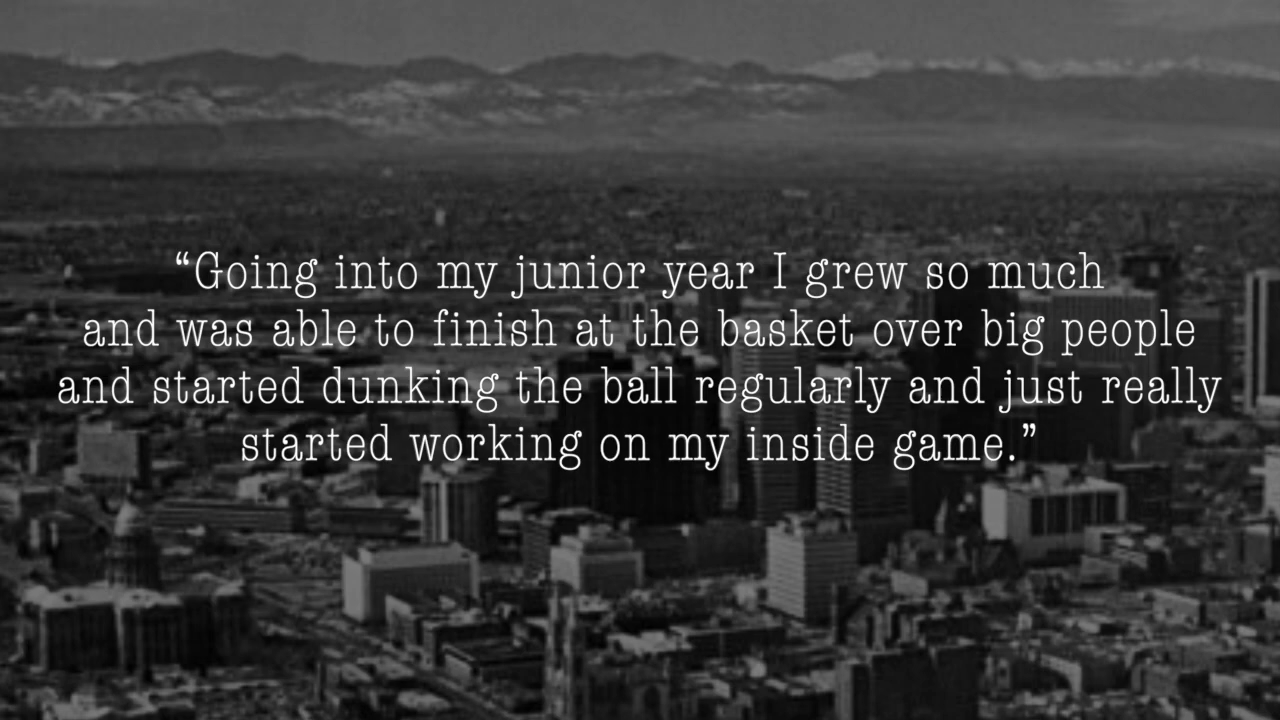 “Going into my junior year I grew so much
and was able to finish at the basket over big people
and started dunking the ball regularly and just really
started working on my inside game.”